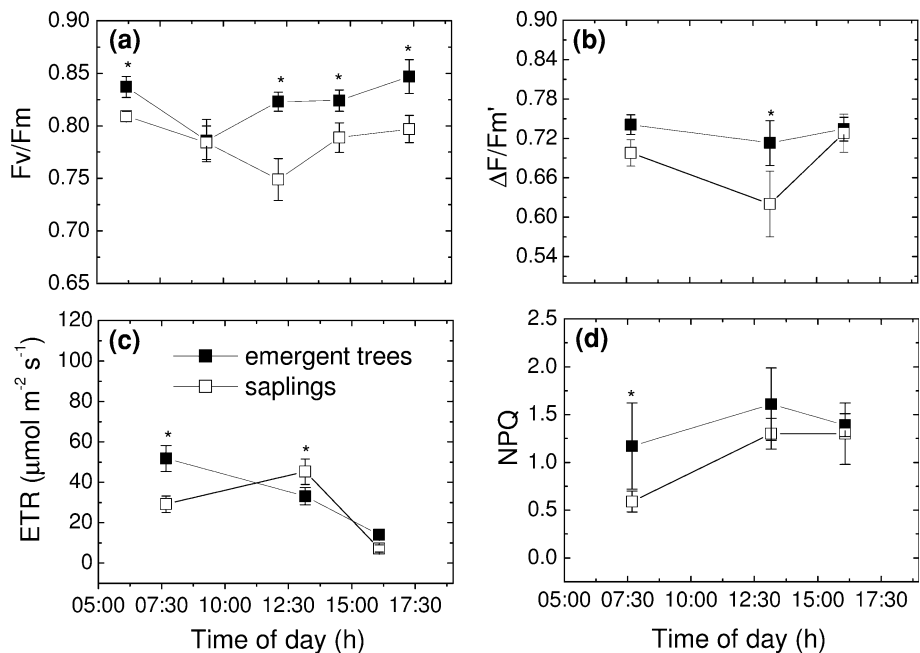 (a)
Fv/Fm
0.90
0.85
0.80
0.75
0.70
0.65
*
*
*
*
(b)
ΔF/Fm'
0.90
0.78
0.72
0.66
0.60
0.54
*
(c)
emergent trees
saplings
ETR (μmol m⁻² s⁻¹)
120
100
80
60
40
20
0
*
*
05:00 07:30 10:00 12:30 15:00 17:30
Time of day (h)
(d)
NPQ
2.5
2.0
1.5
1.0
0.5
0.0
*
05:00 07:30 10:00 12:30 15:00 17:30
Time of day (h)